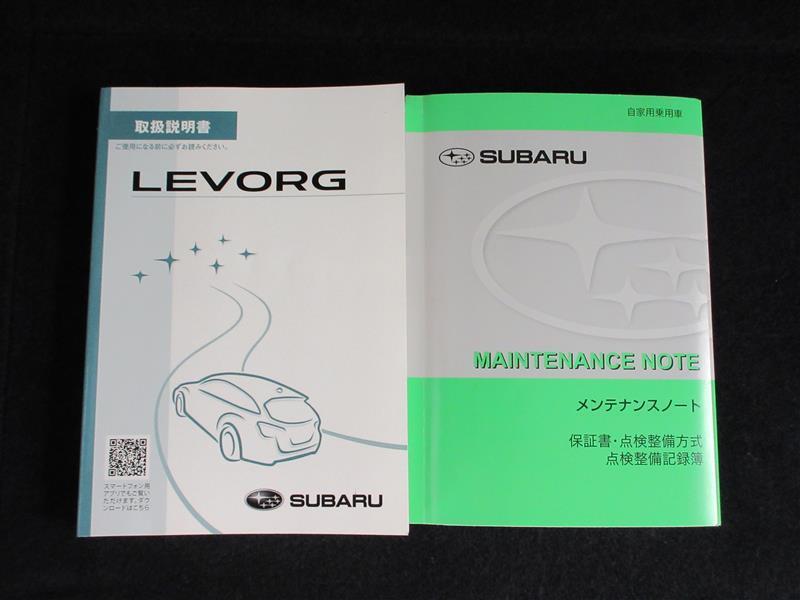 取扱説明書
ご使用になる前に必ずお読みください。
LEVORG
スマートフォン用
アプリでもご覧い
ただけます。ダウ
ンロードはこちら
SUBARU
自家用乗用車
SUBARU
MAINTENANCE NOTE
メンテナンスノート
保証書・点検整備方式
点検整備記録簿